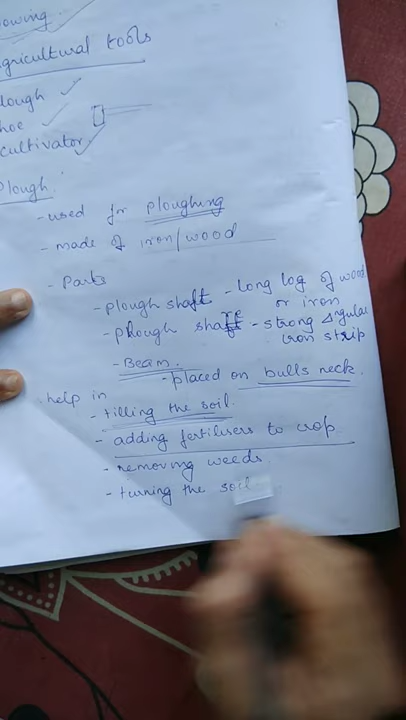 owing.
gricultural tools
lough
hoe
cultivator
Plough.
- used for ploughing
- made of iron/wood
- Parts
- plough shaft - long log of wood
or iron
- plough share - strong
iron strip
- Beam.
- placed on bulls neck.
. help in
- tilling the soil.
- adding fertilisers to crop
- removing weeds.
- turning the soil